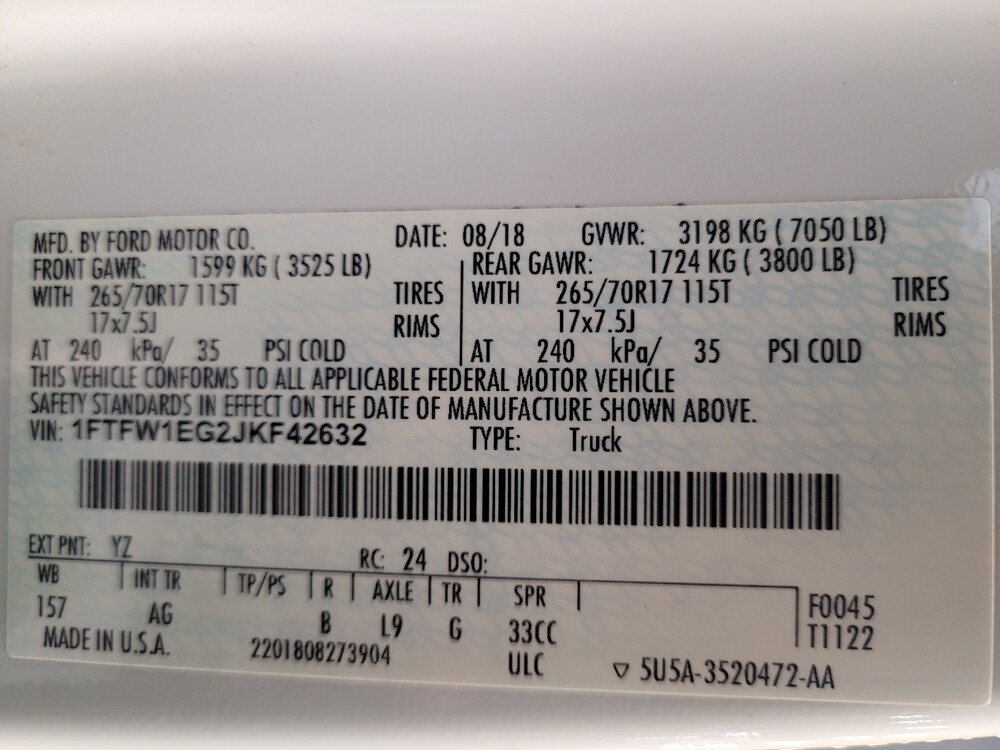 MFD. BY FORD MOTOR CO. DATE: 08/18 GVWR: 3198 KG ( 7050 LB)
FRONT GAWR: 1599 KG ( 3525 LB) REAR GAWR: 1724 KG ( 3800 LB)
WITH 265/70R17 115T TIRES WITH 265/70R17 115T TIRES
17x7.5J RIMS 17x7.5J RIMS
AT 240 kPa/ 35 PSI COLD AT 240 kPa/ 35 PSI COLD
THIS VEHICLE CONFORMS TO ALL APPLICABLE FEDERAL MOTOR VEHICLE
SAFETY STANDARDS IN EFFECT ON THE DATE OF MANUFACTURE SHOWN ABOVE.
VIN: 1FTFW1EG2JKF42632 TYPE: Truck
EXT PNT: YZ RC: 24 DSO:
WB INT TR TP/PS R AXLE TR SPR
157 AG B L9 G 33CC F0045
T1122
MADE IN U.S.A. 2201808273904 ULC ▽ 5U5A-3520472-AA